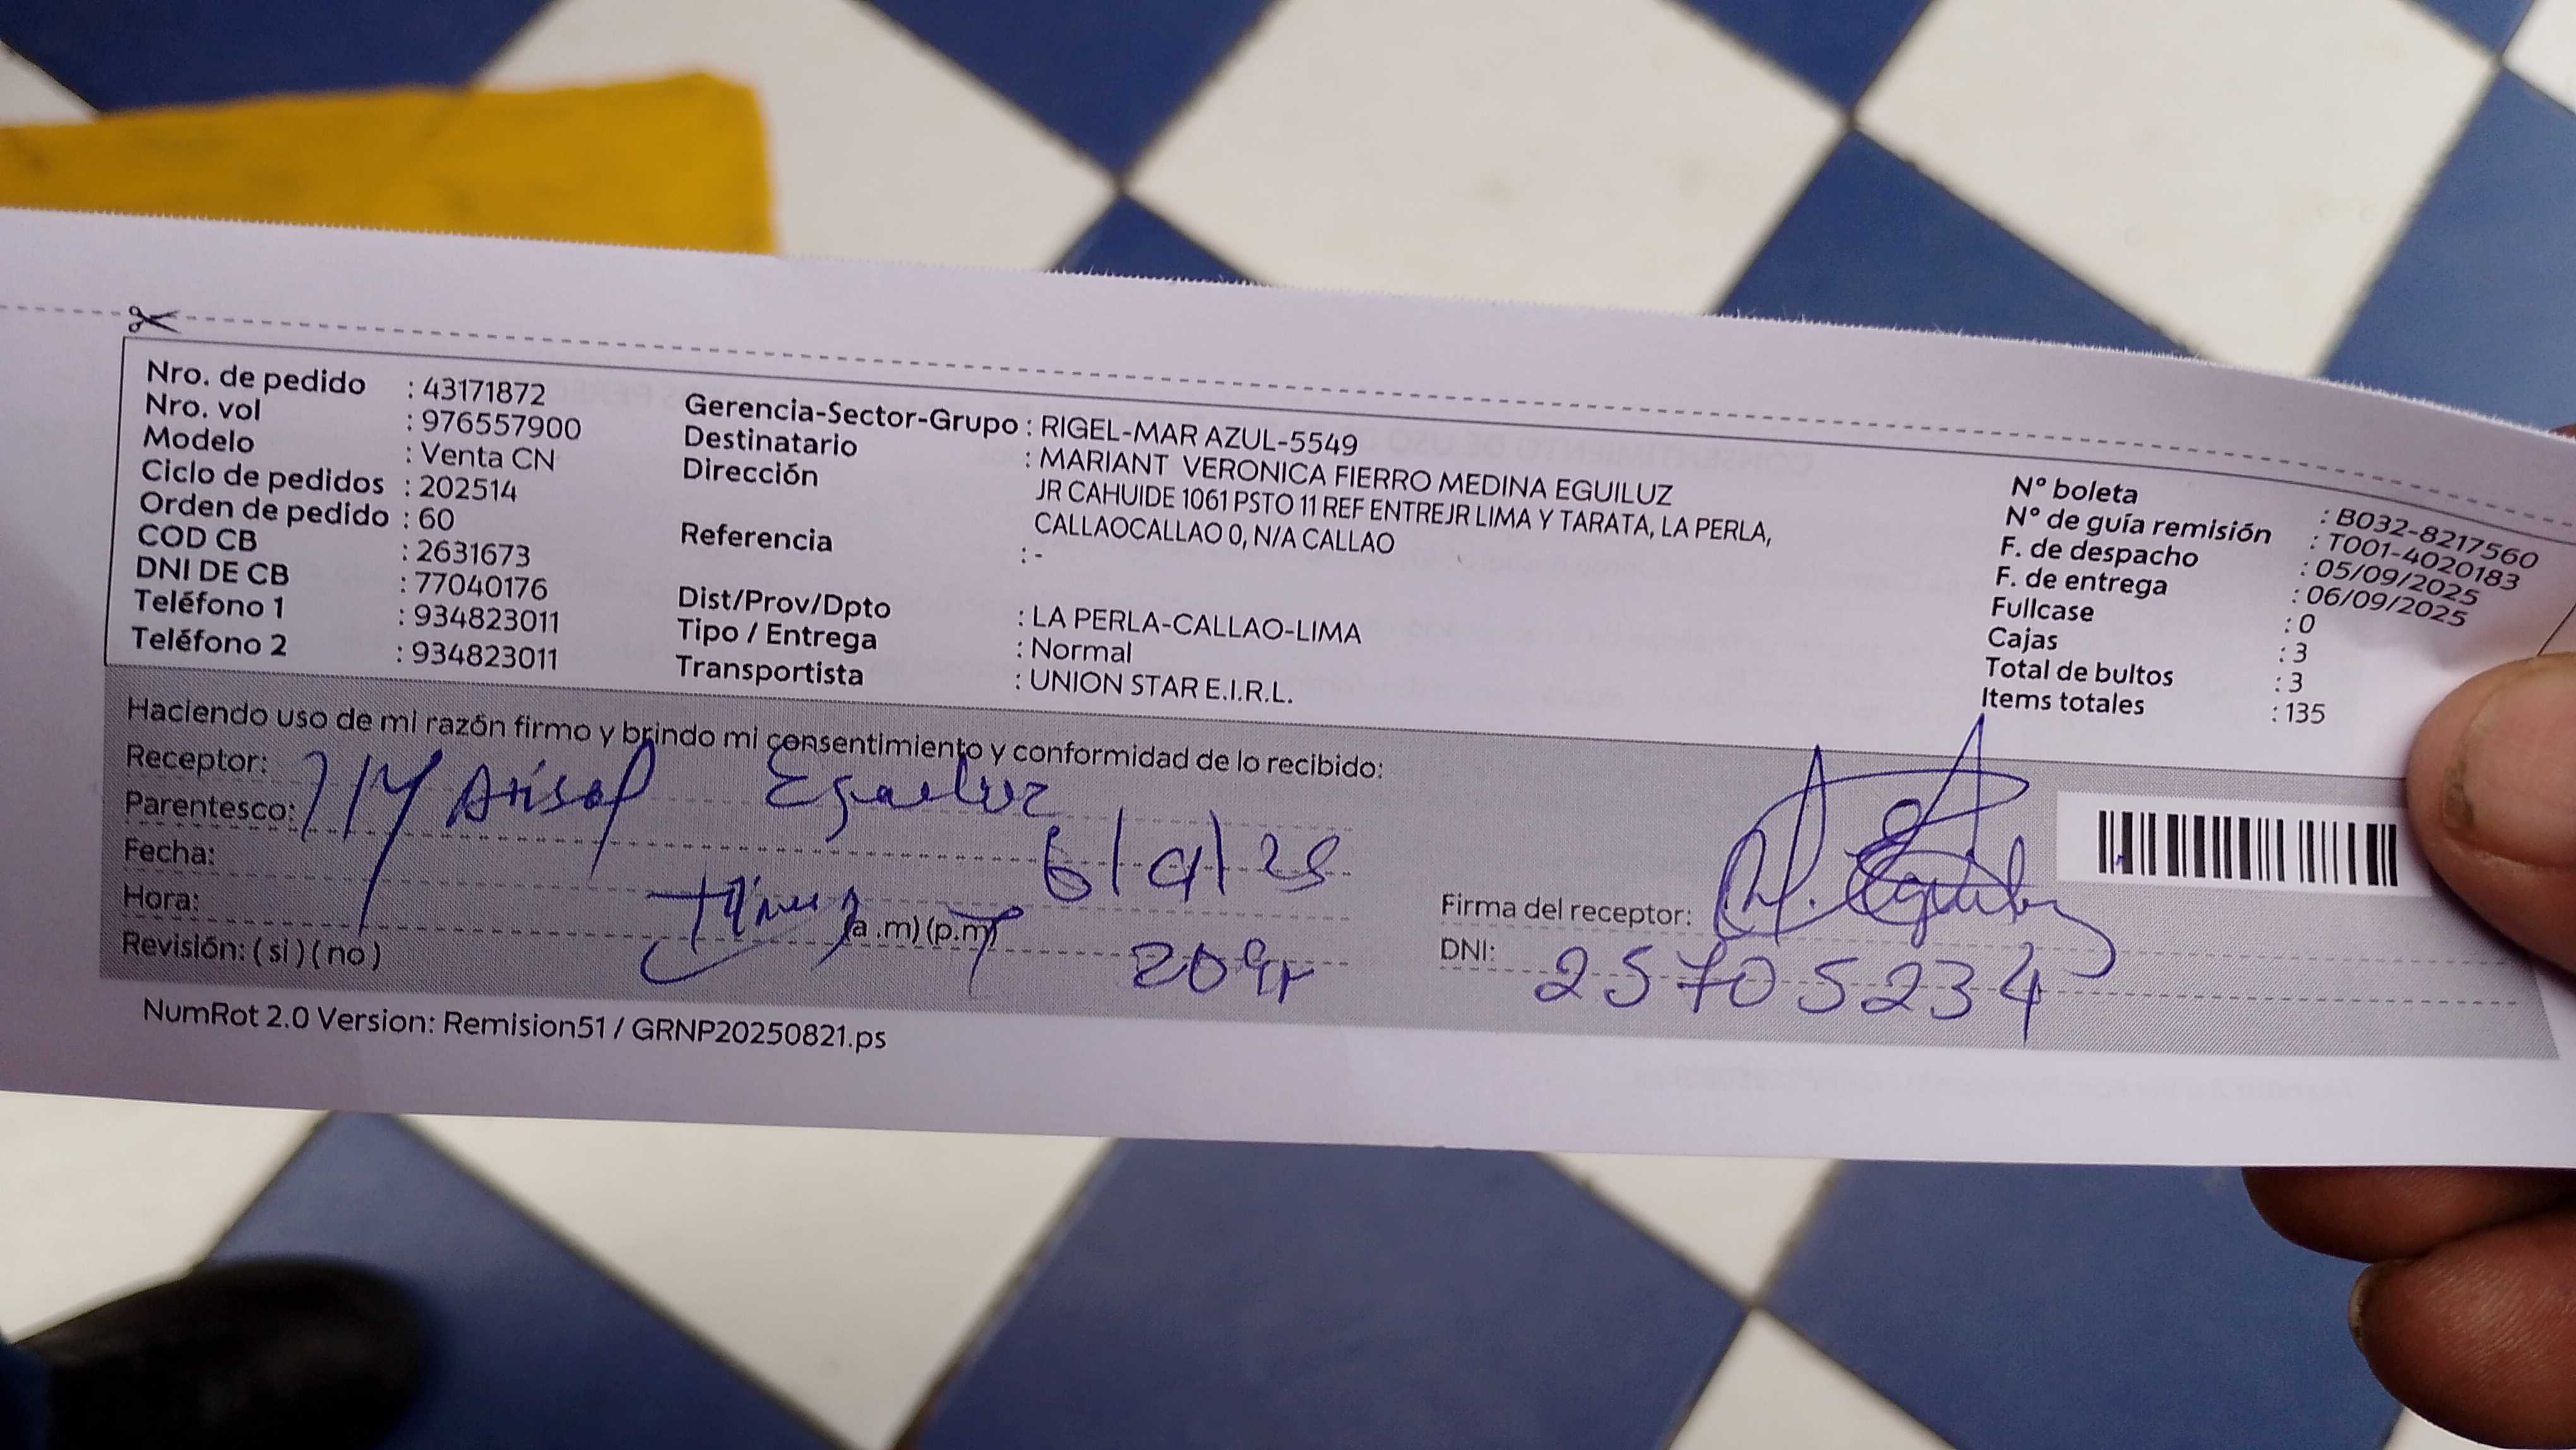 Nro. de pedido : 43171872
Nro. vol : 976557900
Modelo : Venta CN
Ciclo de pedidos : 202514
Orden de pedido : 60
COD CB : 2631673
DNI DE CB : 77040176
Teléfono 1 : 934823011
Teléfono 2 : 934823011
Gerencia-Sector-Grupo : RIGEL-MAR AZUL-5549
Destinatario : MARIANT VERONICA FIERRO MEDINA EGUILUZ
Dirección JR CAHUIDE 1061 PSTO 11 REF ENTREJR LIMA Y TARATA, LA PERLA,
CALLAOCALLAO 0, N/A CALLAO
Referencia : -
Dist/Prov/Dpto : LA PERLA-CALLAO-LIMA
Tipo / Entrega : Normal
Transportista : UNION STAR E.I.R.L.
N° boleta : B032-8217560
N° de guía remisión : T001-4020183
F. de despacho : 05/09/2025
F. de entrega : 06/09/2025
Fullcase : 0
Cajas : 3
Total de bultos : 3
Items totales : 135
Haciendo uso de mi razón firmo y brindo mi consentimiento y conformidad de lo recibido:
Receptor: Eguiluz
Parentesco:
Fecha: 6/9/25
Hora: (a.m)(p.m)
Revisión: ( si ) ( no )
Firma del receptor:
DNI: 25705234
NumRot 2.0 Version: Remision51 / GRNP20250821.ps